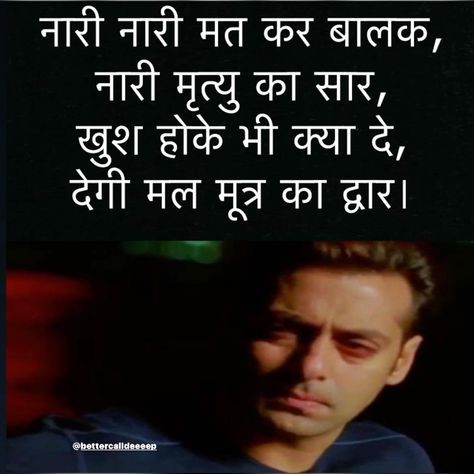 नारी नारी मत कर बालक,
नारी मृत्यु का सार,
खुश होके भी क्या दे,
देगी मल मूत्र का द्वार।
@bettercalldeeeep